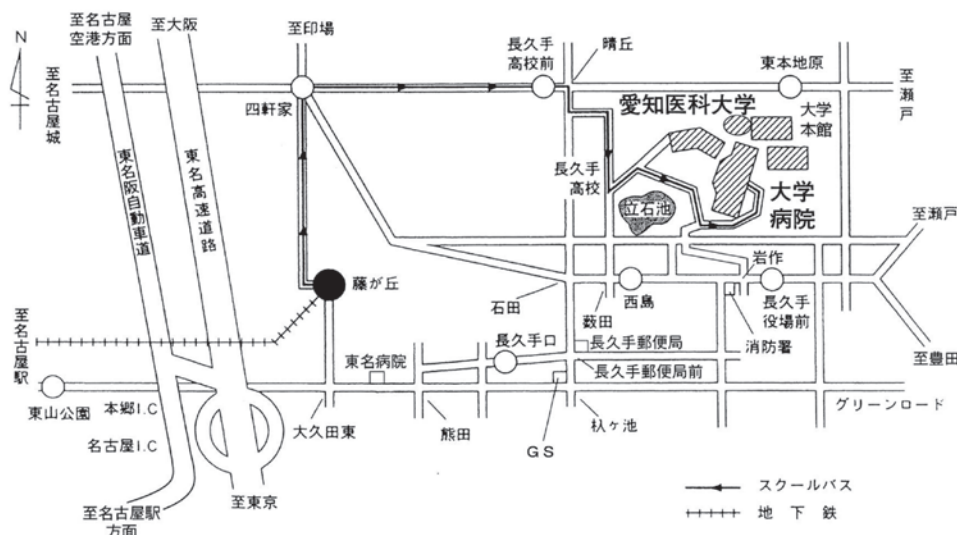 至名古屋
空港方面
至大阪
至印場
長久手
高校前
晴丘
東本地原
N
至名古屋城
四軒家
至瀬戸
愛知医科大学
大学
本館
東名阪自動車道
東名高速道路
長久手
高校
大学
病院
立石池
至瀬戸
岩作
藤が丘
石田
薮田
西島
長久手
役場前
至名古屋駅
長久手口
長久手郵便局
消防署
東名病院
長久手郵便局前
至豊田
東山公園
本郷I.C
グリーンロード
大久田東
熊田
杁ヶ池
名古屋I.C
GS
至東京
スクールバス
至名古屋駅
方面
地下鉄